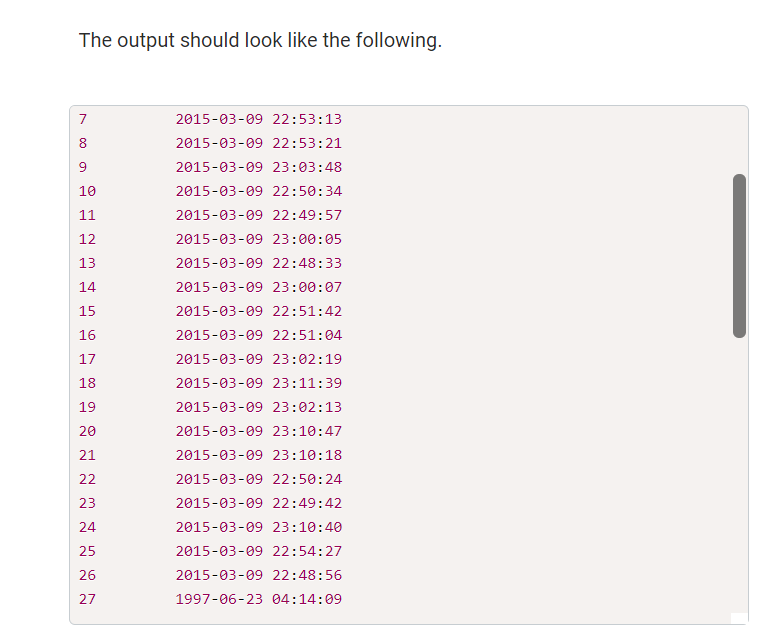 The output should look like the following.
7 2015-03-09 22:53:13
8 2015-03-09 22:53:21
9 2015-03-09 23:03:48
10 2015-03-09 22:50:34
11 2015-03-09 22:49:57
12 2015-03-09 23:00:05
13 2015-03-09 22:48:33
14 2015-03-09 23:00:07
15 2015-03-09 22:51:42
16 2015-03-09 22:51:04
17 2015-03-09 23:02:19
18 2015-03-09 23:11:39
19 2015-03-09 23:02:13
20 2015-03-09 23:10:47
21 2015-03-09 23:10:18
22 2015-03-09 22:50:24
23 2015-03-09 22:49:42
24 2015-03-09 23:10:40
25 2015-03-09 22:54:27
26 2015-03-09 22:48:56
27 1997-06-23 04:14:09